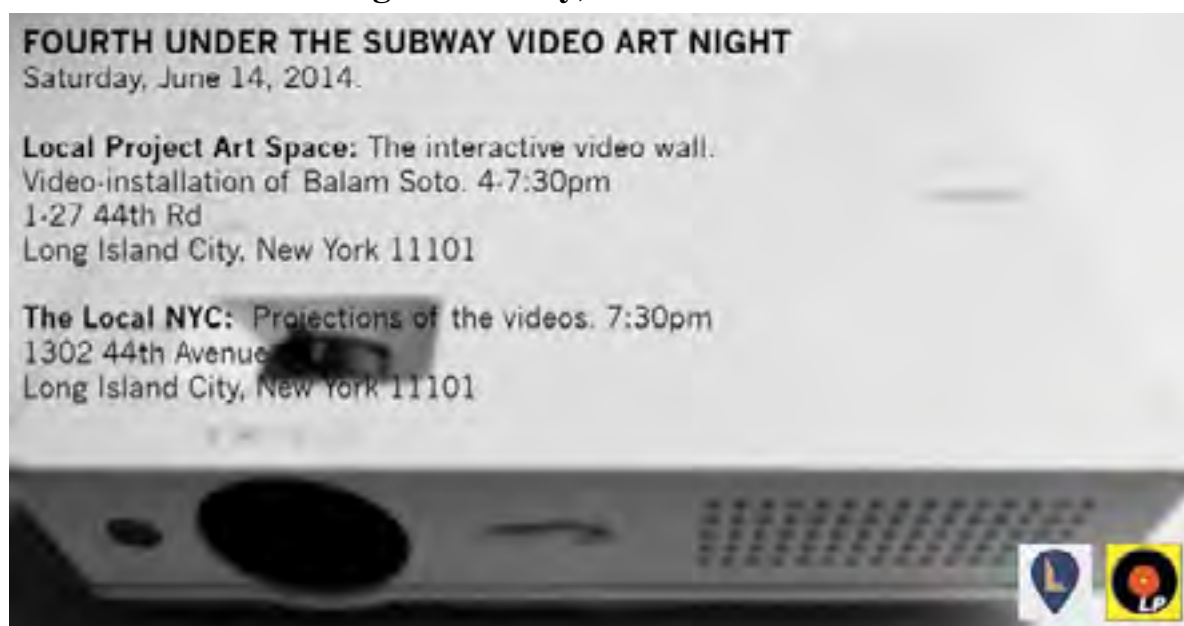 FOURTH UNDER THE SUBWAY VIDEO ART NIGHT
Saturday, June 14, 2014.
Local Project Art Space: The interactive video wall.
Video-installation of Balam Soto. 4-7:30pm
1-27 44th Rd
Long Island City, New York 11101
The Local NYC: Projections of the videos. 7:30pm
1302 44th Avenue
Long Island City, New York 11101
L
LP